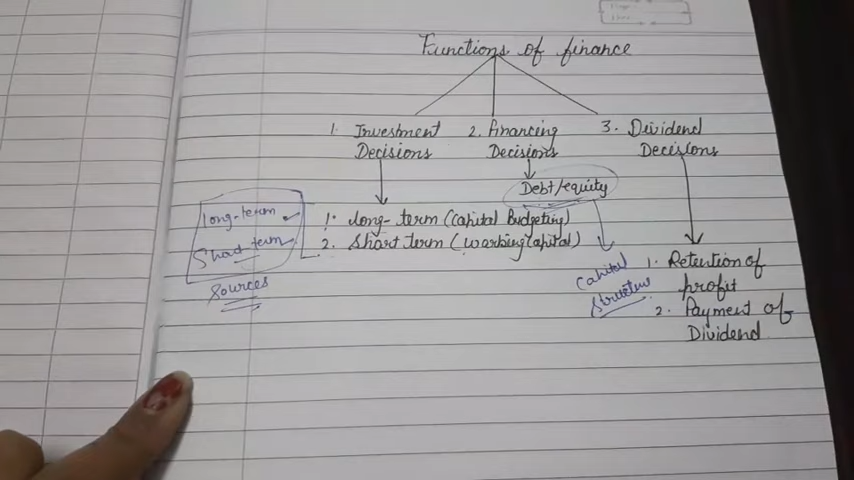 Functions of finance
1. Investment Decisions
2. Financing Decisions
3. Dividend Decisions
Debt/equity
1. Long-term (Capital Budgeting)
2. Short term (Working Capital)
Long-term
Short term
Sources
Capital
Structure
1. Retention of
profit
2. Payment of
Dividend